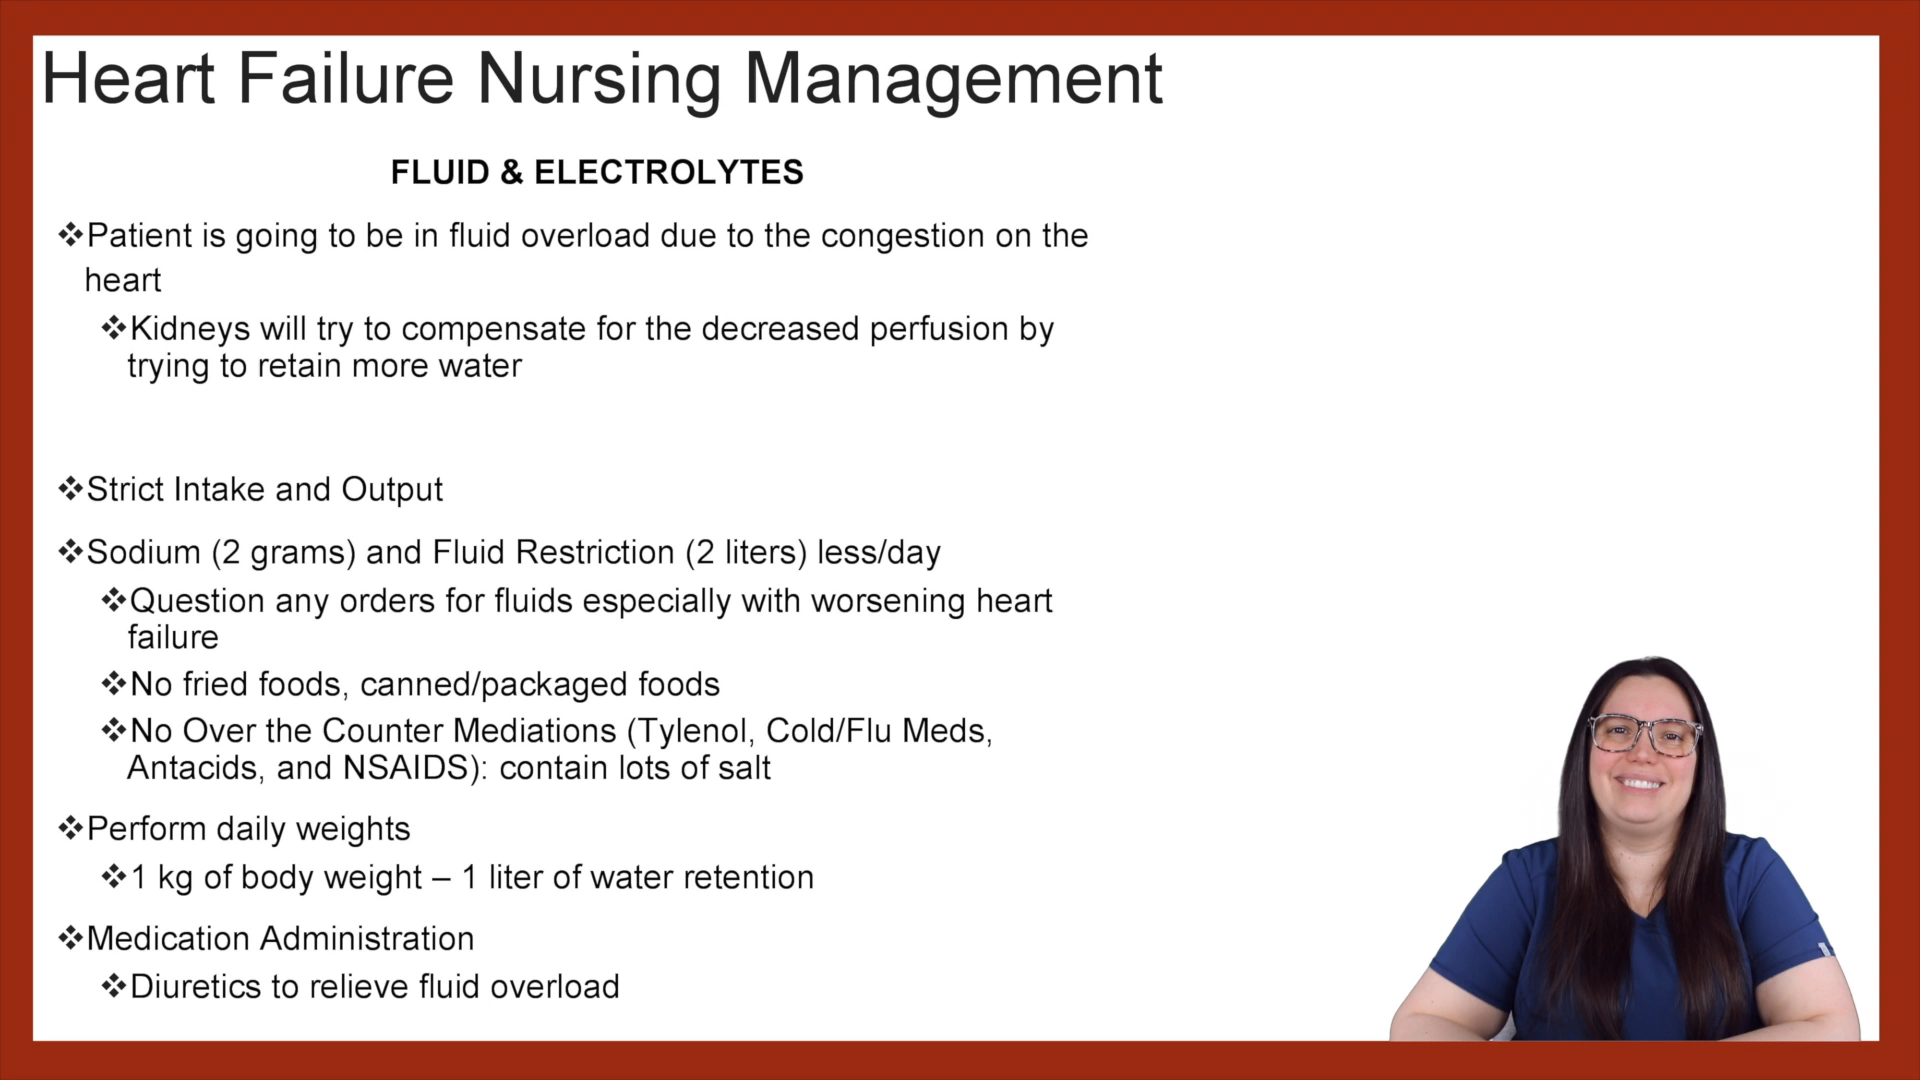 Heart Failure Nursing Management
FLUID & ELECTROLYTES
❖Patient is going to be in fluid overload due to the congestion on the
heart
❖Kidneys will try to compensate for the decreased perfusion by
trying to retain more water
❖Strict Intake and Output
❖Sodium (2 grams) and Fluid Restriction (2 liters) less/day
❖Question any orders for fluids especially with worsening heart
failure
❖No fried foods, canned/packaged foods
❖No Over the Counter Mediations (Tylenol, Cold/Flu Meds,
Antacids, and NSAIDS): contain lots of salt
❖Perform daily weights
❖1 kg of body weight – 1 liter of water retention
❖Medication Administration
❖Diuretics to relieve fluid overload